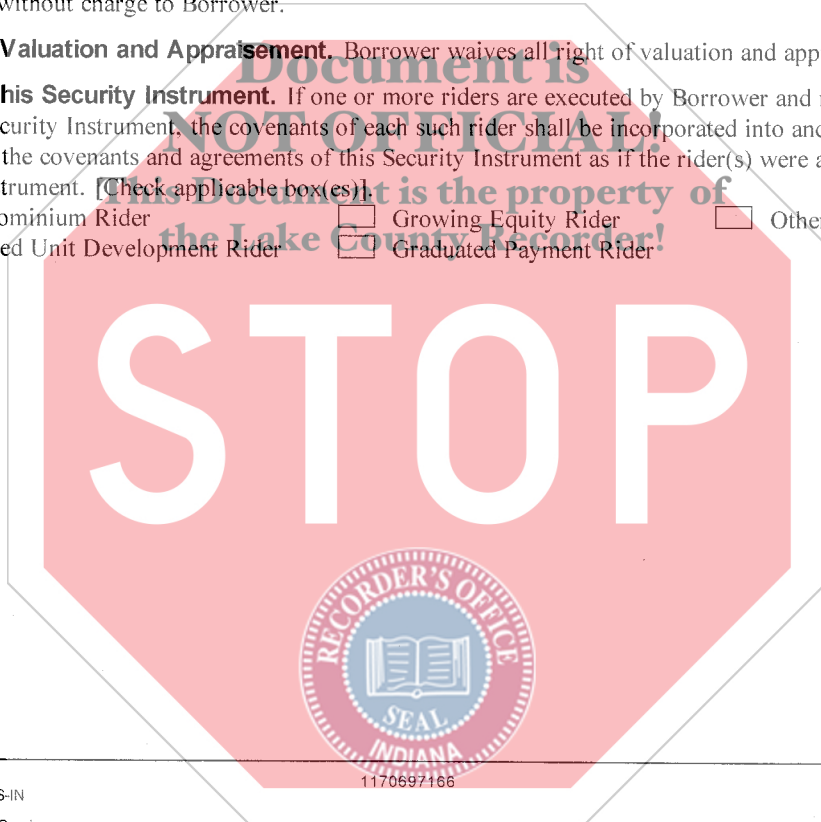 without charge to Borrower.
Valuation and Appraisement. Borrower waives all right of valuation and app
Document is
his Security Instrument. If one or more riders are executed by Borrower and
NOT OFFICIAL!
curity Instrument, the covenants of each such rider shall be incorporated into and
the covenants and agreements of this Security Instrument as if the rider(s) were a
trument. [Check applicable box(es)].
This Document is the property of
ominium Rider Growing Equity Rider Other
the Lake County Recorder!
ed Unit Development Rider Graduated Payment Rider
STOP
RECORDER'S OFFICE
SEAL
INDIANA
1170697166
S-IN